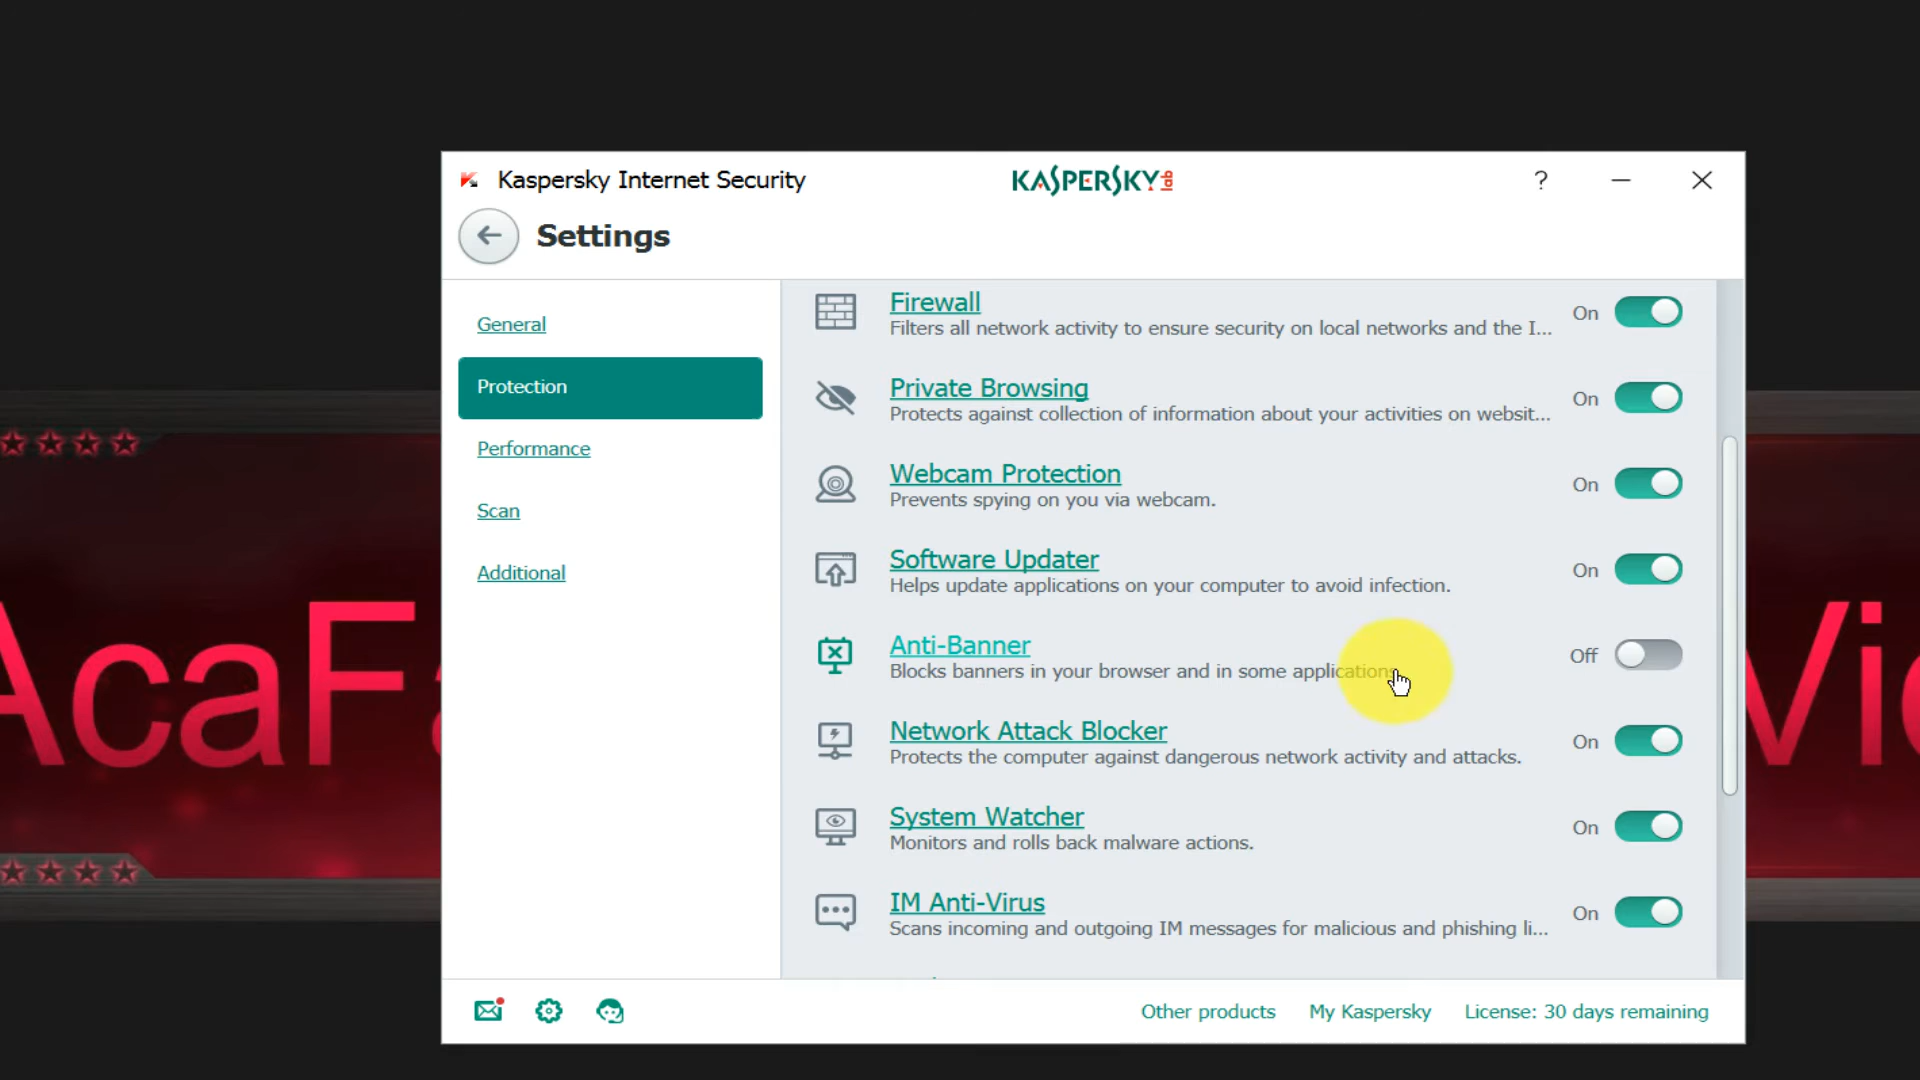 Kaspersky Internet Security
KASPERSKY lab
?
Settings
General
Protection
Performance
Scan
Additional
Firewall
Filters all network activity to ensure security on local networks and the I...
On
Private Browsing
Protects against collection of information about your activities on websit...
On
Webcam Protection
Prevents spying on you via webcam.
On
Software Updater
Helps update applications on your computer to avoid infection.
On
Anti-Banner
Blocks banners in your browser and in some applications
Off
Network Attack Blocker
Protects the computer against dangerous network activity and attacks.
On
System Watcher
Monitors and rolls back malware actions.
On
IM Anti-Virus
Scans incoming and outgoing IM messages for malicious and phishing li...
On
Other products
My Kaspersky
License: 30 days remaining
AcaFa
Vic